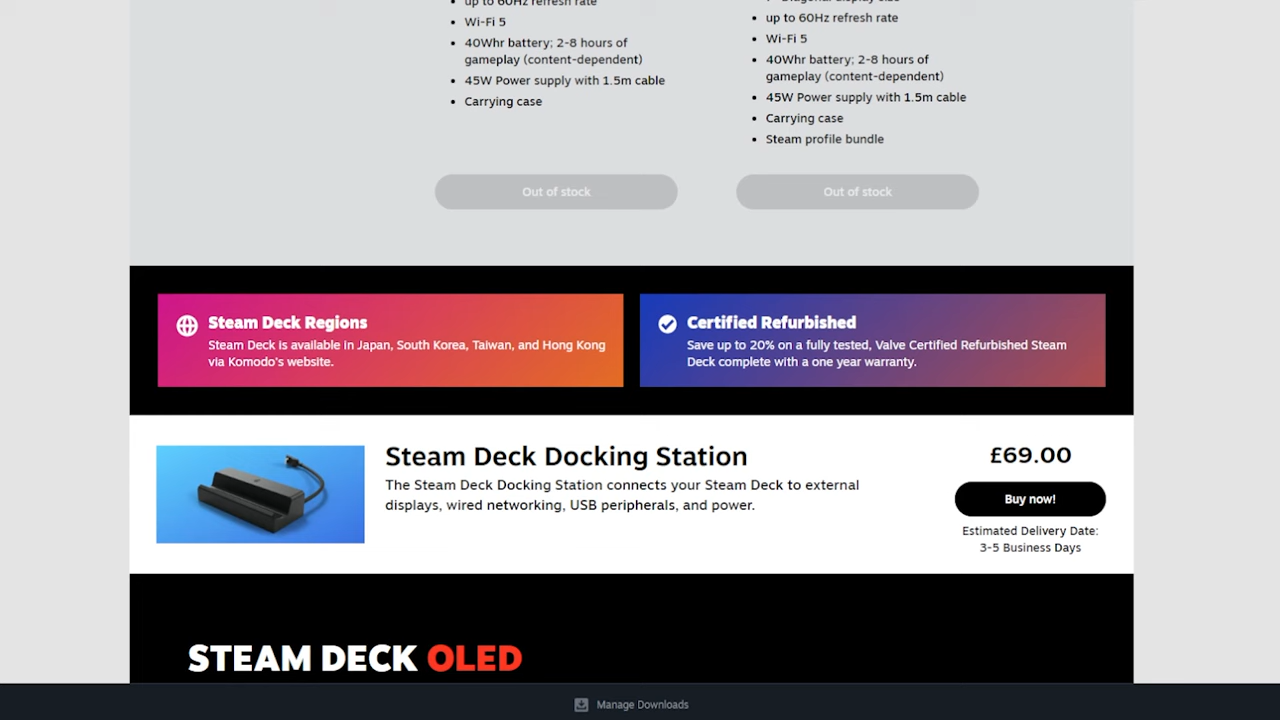 up to 60Hz refresh rate
Wi-Fi 5
40Whr battery; 2-8 hours of
gameplay (content-dependent)
45W Power supply with 1.5m cable
Carrying case
Out of stock
up to 60Hz refresh rate
Wi-Fi 5
40Whr battery; 2-8 hours of
gameplay (content-dependent)
45W Power supply with 1.5m cable
Carrying case
Steam profile bundle
Out of stock
Steam Deck Regions
Steam Deck is available in Japan, South Korea, Taiwan, and Hong Kong
via Komodo's website.
Certified Refurbished
Save up to 20% on a fully tested, Valve Certified Refurbished Steam
Deck complete with a one year warranty.
Steam Deck Docking Station
The Steam Deck Docking Station connects your Steam Deck to external
displays, wired networking, USB peripherals, and power.
£69.00
Buy now!
Estimated Delivery Date:
3-5 Business Days
STEAM DECK OLED
Manage Downloads